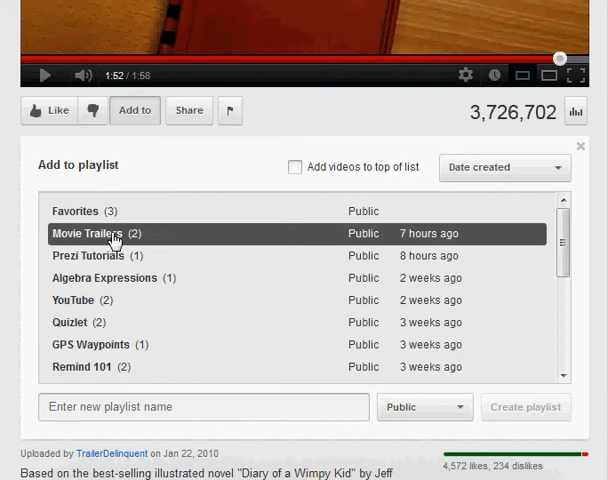 1:52 / 1:58
Like Add to Share 3,726,702
Add to playlist Add videos to top of list Date created
Favorites (3) Public
Movie Trailers (2) Public 7 hours ago
Prezi Tutorials (1) Public 8 hours ago
Algebra Expressions (1) Public 2 weeks ago
YouTube (2) Public 2 weeks ago
Quizlet (2) Public 3 weeks ago
GPS Waypoints (1) Public 3 weeks ago
Remind 101 (2) Public 3 weeks ago
Enter new playlist name Public Create playlist
Uploaded by TrailerDelinquent on Jan 22, 2010
4,572 likes, 234 dislikes
Based on the best-selling illustrated novel "Diary of a Wimpy Kid" by Jeff